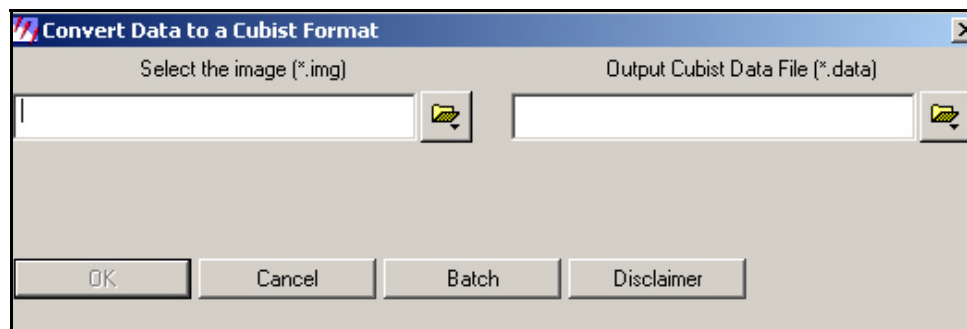 Convert Data to a Cubist Format
Select the image (*.img)
Output Cubist Data File (*.data)
OK
Cancel
Batch
Disclaimer